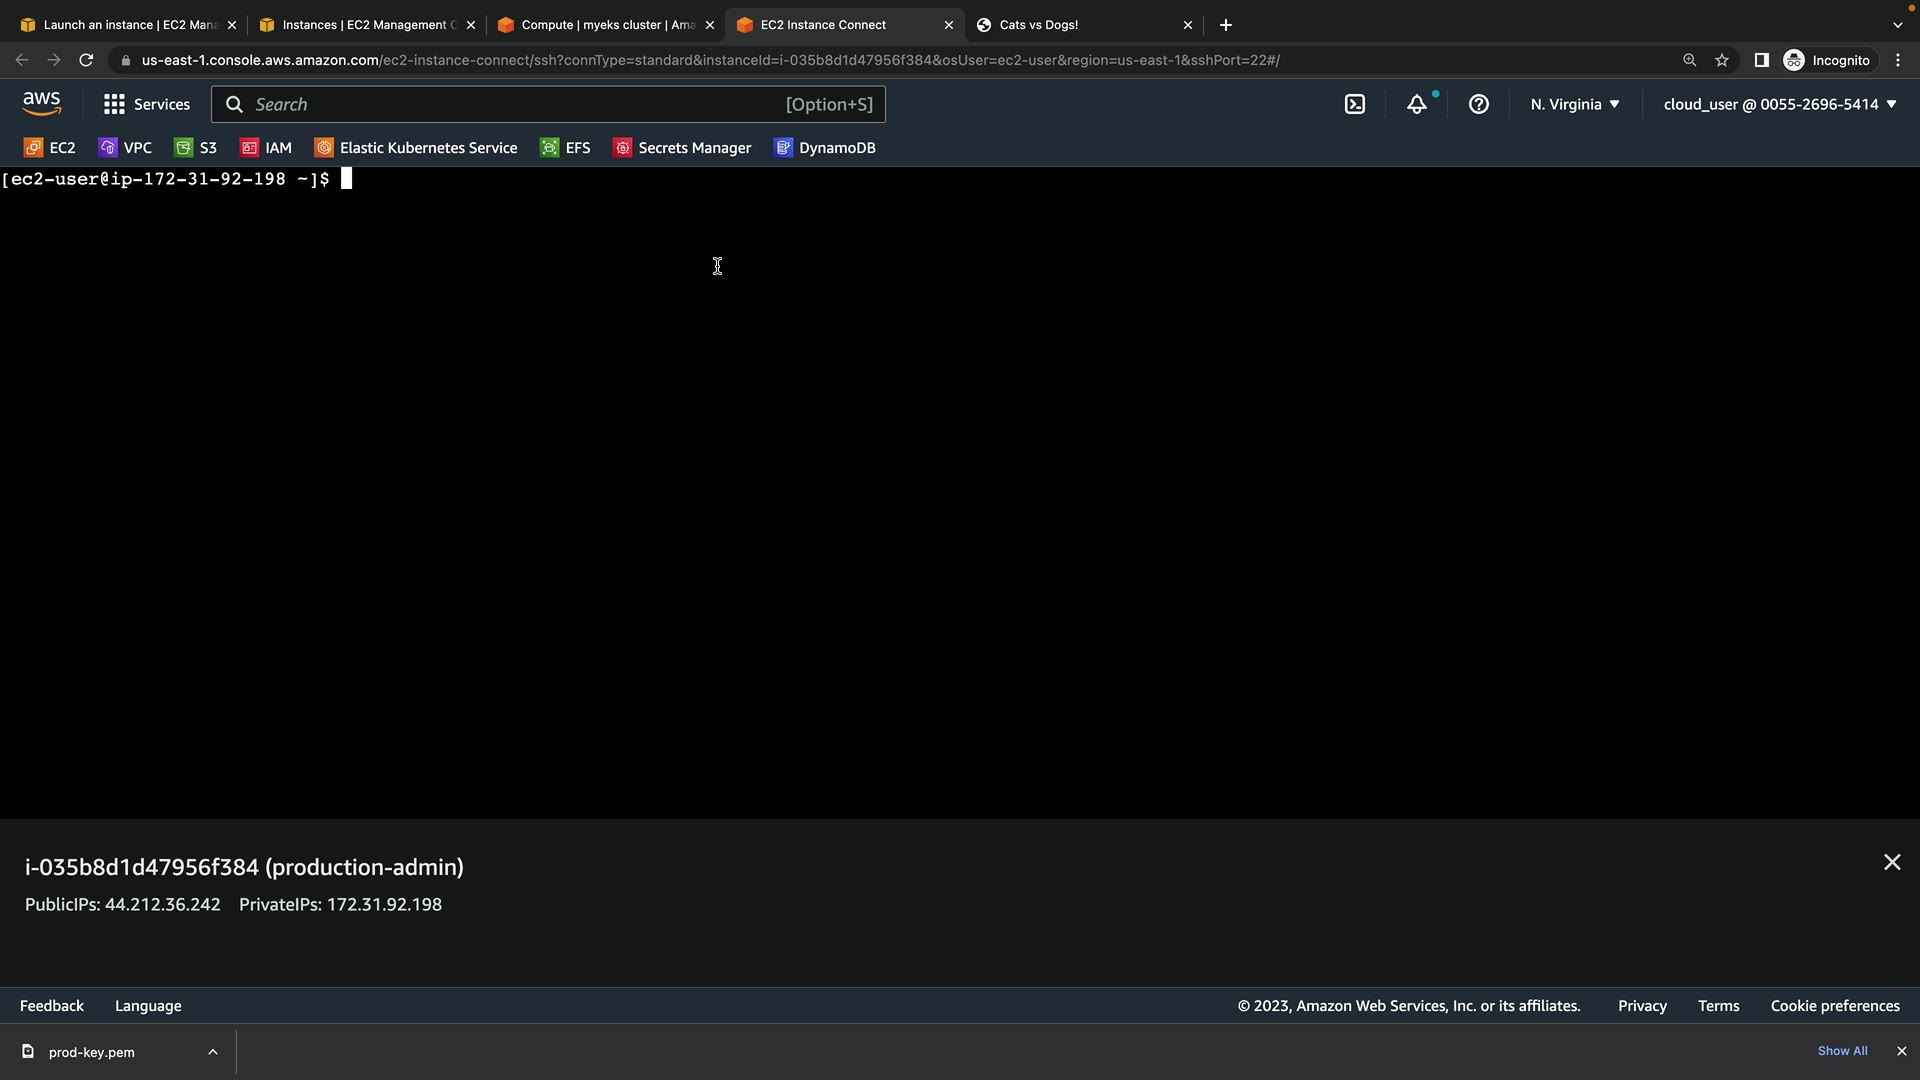 Launch an instance | EC2 Mana
Instances | EC2 Management C
Compute | myeks cluster | Ama
EC2 Instance Connect
Cats vs Dogs!
us-east-1.console.aws.amazon.com/ec2-instance-connect/ssh?connType=standard&instanceId=i-035b8d1d47956f384&osUser=ec2-user&region=us-east-1&sshPort=22#/
Incognito
aws
Services
Search
[Option+S]
N. Virginia
cloud_user @ 0055-2696-5414
EC2
VPC
S3
IAM
Elastic Kubernetes Service
EFS
Secrets Manager
DynamoDB
[ec2-user@ip-172-31-92-198 ~]$
i-035b8d1d47956f384 (production-admin)
PublicIPs: 44.212.36.242 PrivateIPs: 172.31.92.198
Feedback
Language
© 2023, Amazon Web Services, Inc. or its affiliates.
Privacy
Terms
Cookie preferences
prod-key.pem
Show All